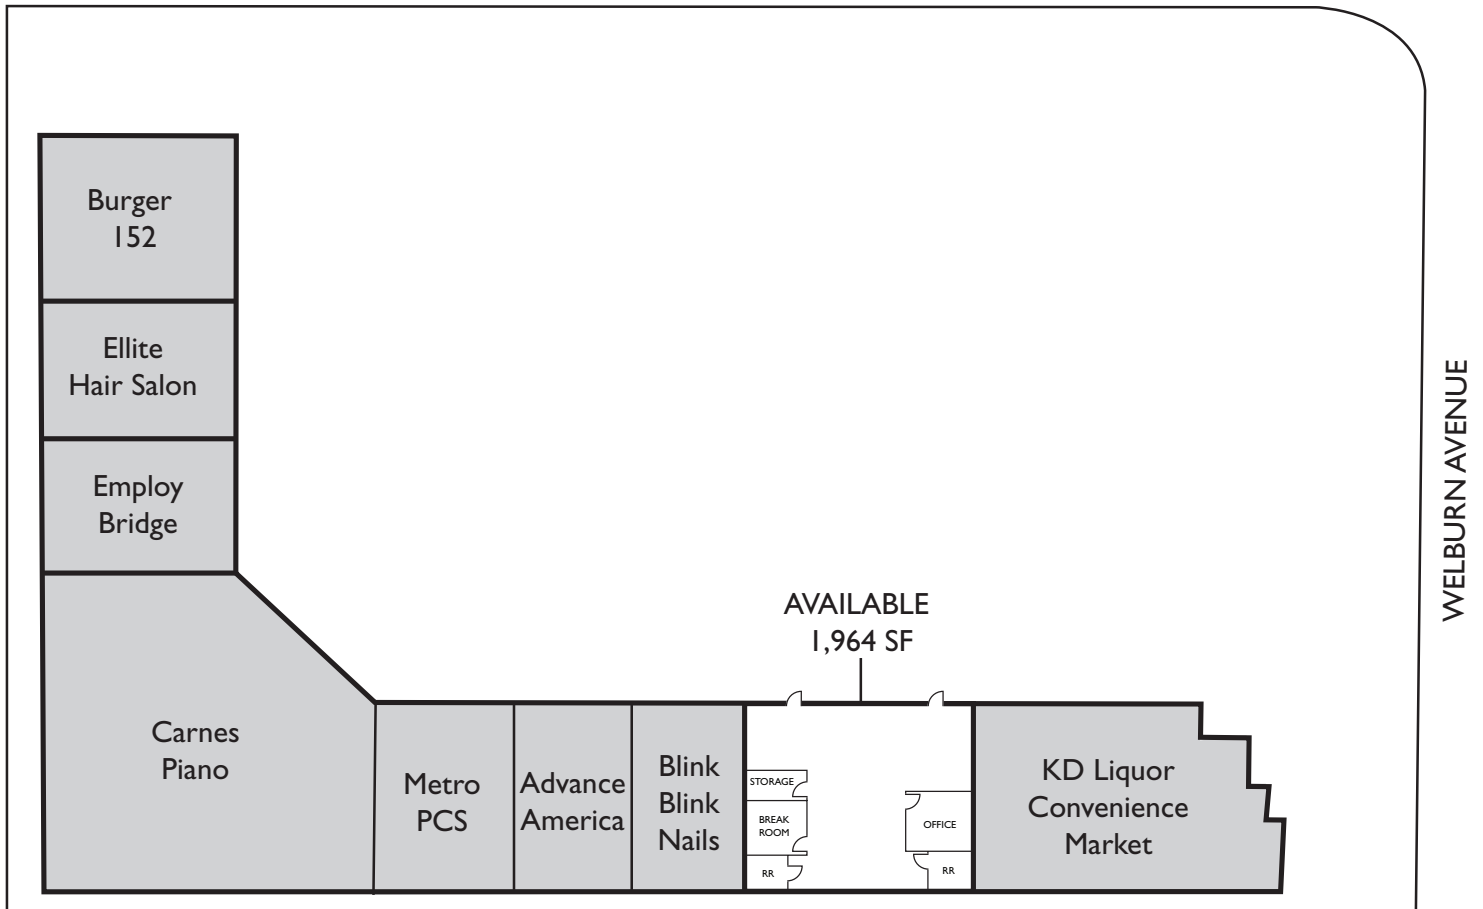 Burger
152
Ellite
Hair Salon
Employ
Bridge
Carnes
Piano
Metro
PCS
Advance
America
Blink
Blink
Nails
AVAILABLE
1,964 SF
STORAGE
BREAK
ROOM
RR
OFFICE
RR
KD Liquor
Convenience
Market
WELBURN AVENUE